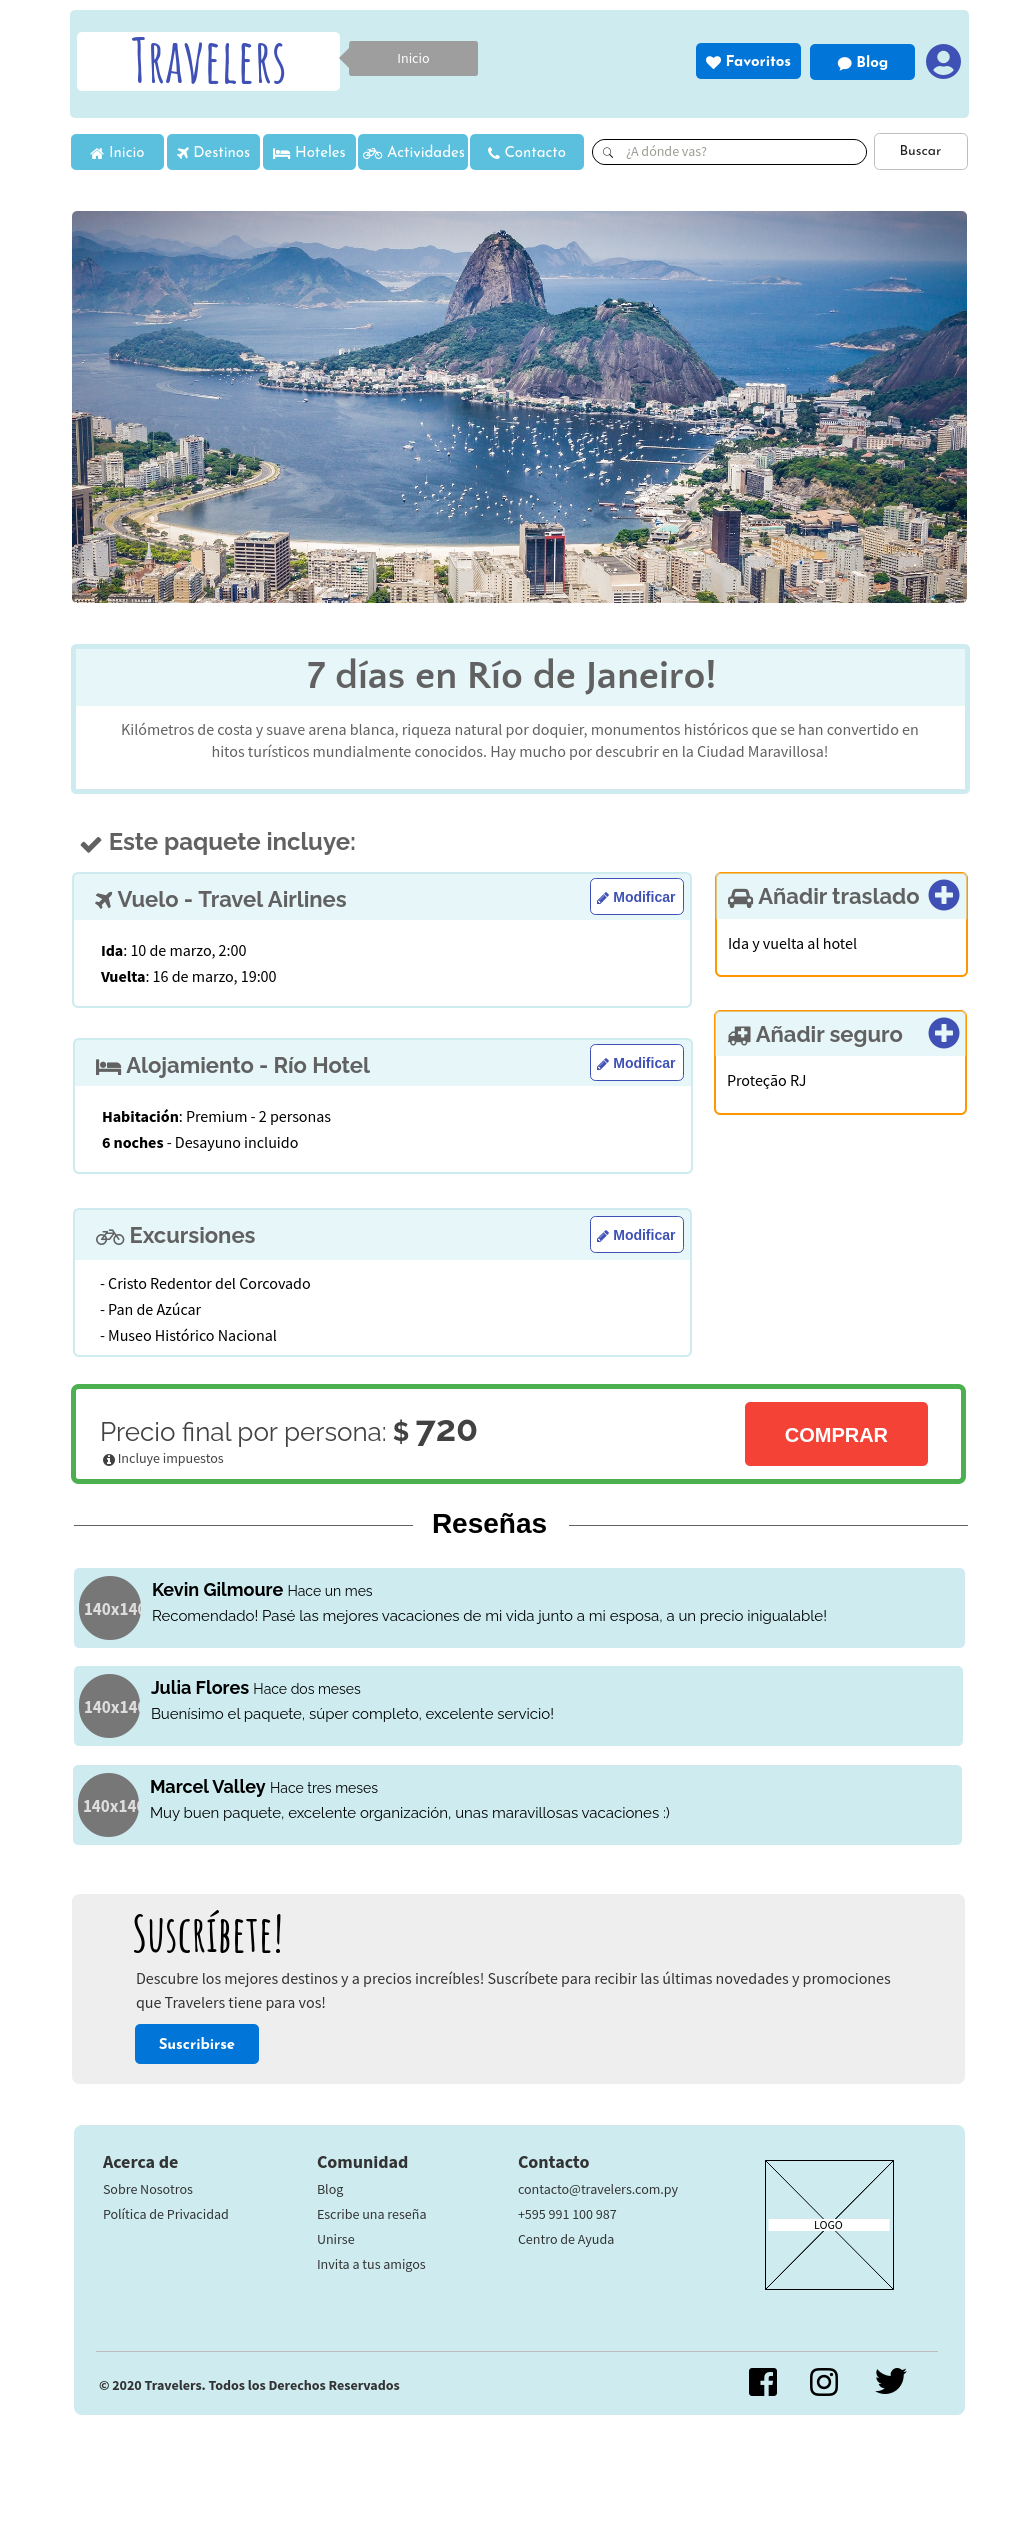 TRAVELERS
Inicio
Favoritos
Blog
Inicio
Destinos
Hoteles
Actividades
Contacto
¿A dónde vas?
Buscar
7 días en Río de Janeiro!
Kilómetros de costa y suave arena blanca, riqueza natural por doquier, monumentos históricos que se han convertido en
hitos turísticos mundialmente conocidos. Hay mucho por descubrir en la Ciudad Maravillosa!
Este paquete incluye:
Vuelo - Travel Airlines
Modificar
Ida: 10 de marzo, 2:00
Vuelta: 16 de marzo, 19:00
Añadir traslado
Ida y vuelta al hotel
Alojamiento - Río Hotel
Modificar
Habitación: Premium - 2 personas
6 noches - Desayuno incluido
Añadir seguro
Proteção RJ
Excursiones
Modificar
- Cristo Redentor del Corcovado
- Pan de Azúcar
- Museo Histórico Nacional
Precio final por persona: $ 720
Incluye impuestos
COMPRAR
Reseñas
140x140
Kevin Gilmoure Hace un mes
Recomendado! Pasé las mejores vacaciones de mi vida junto a mi esposa, a un precio inigualable!
140x140
Julia Flores Hace dos meses
Buenísimo el paquete, súper completo, excelente servicio!
140x140
Marcel Valley Hace tres meses
Muy buen paquete, excelente organización, unas maravillosas vacaciones :)
Suscríbete!
Descubre los mejores destinos y a precios increíbles! Suscríbete para recibir las últimas novedades y promociones
que Travelers tiene para vos!
Suscribirse
Acerca de
Sobre Nosotros
Política de Privacidad
Comunidad
Blog
Escribe una reseña
Unirse
Invita a tus amigos
Contacto
contacto@travelers.com.py
+595 991 100 987
Centro de Ayuda
LOGO
© 2020 Travelers. Todos los Derechos Reservados